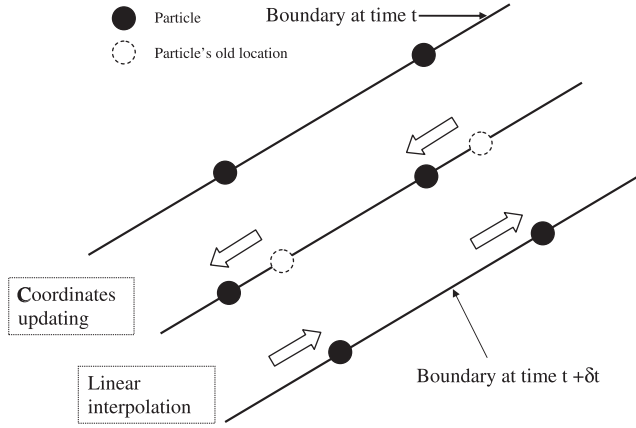 Boundary at time t
Particle
Particle's old location
Coordinates
updating
Linear
interpolation
Boundary at time t +δt